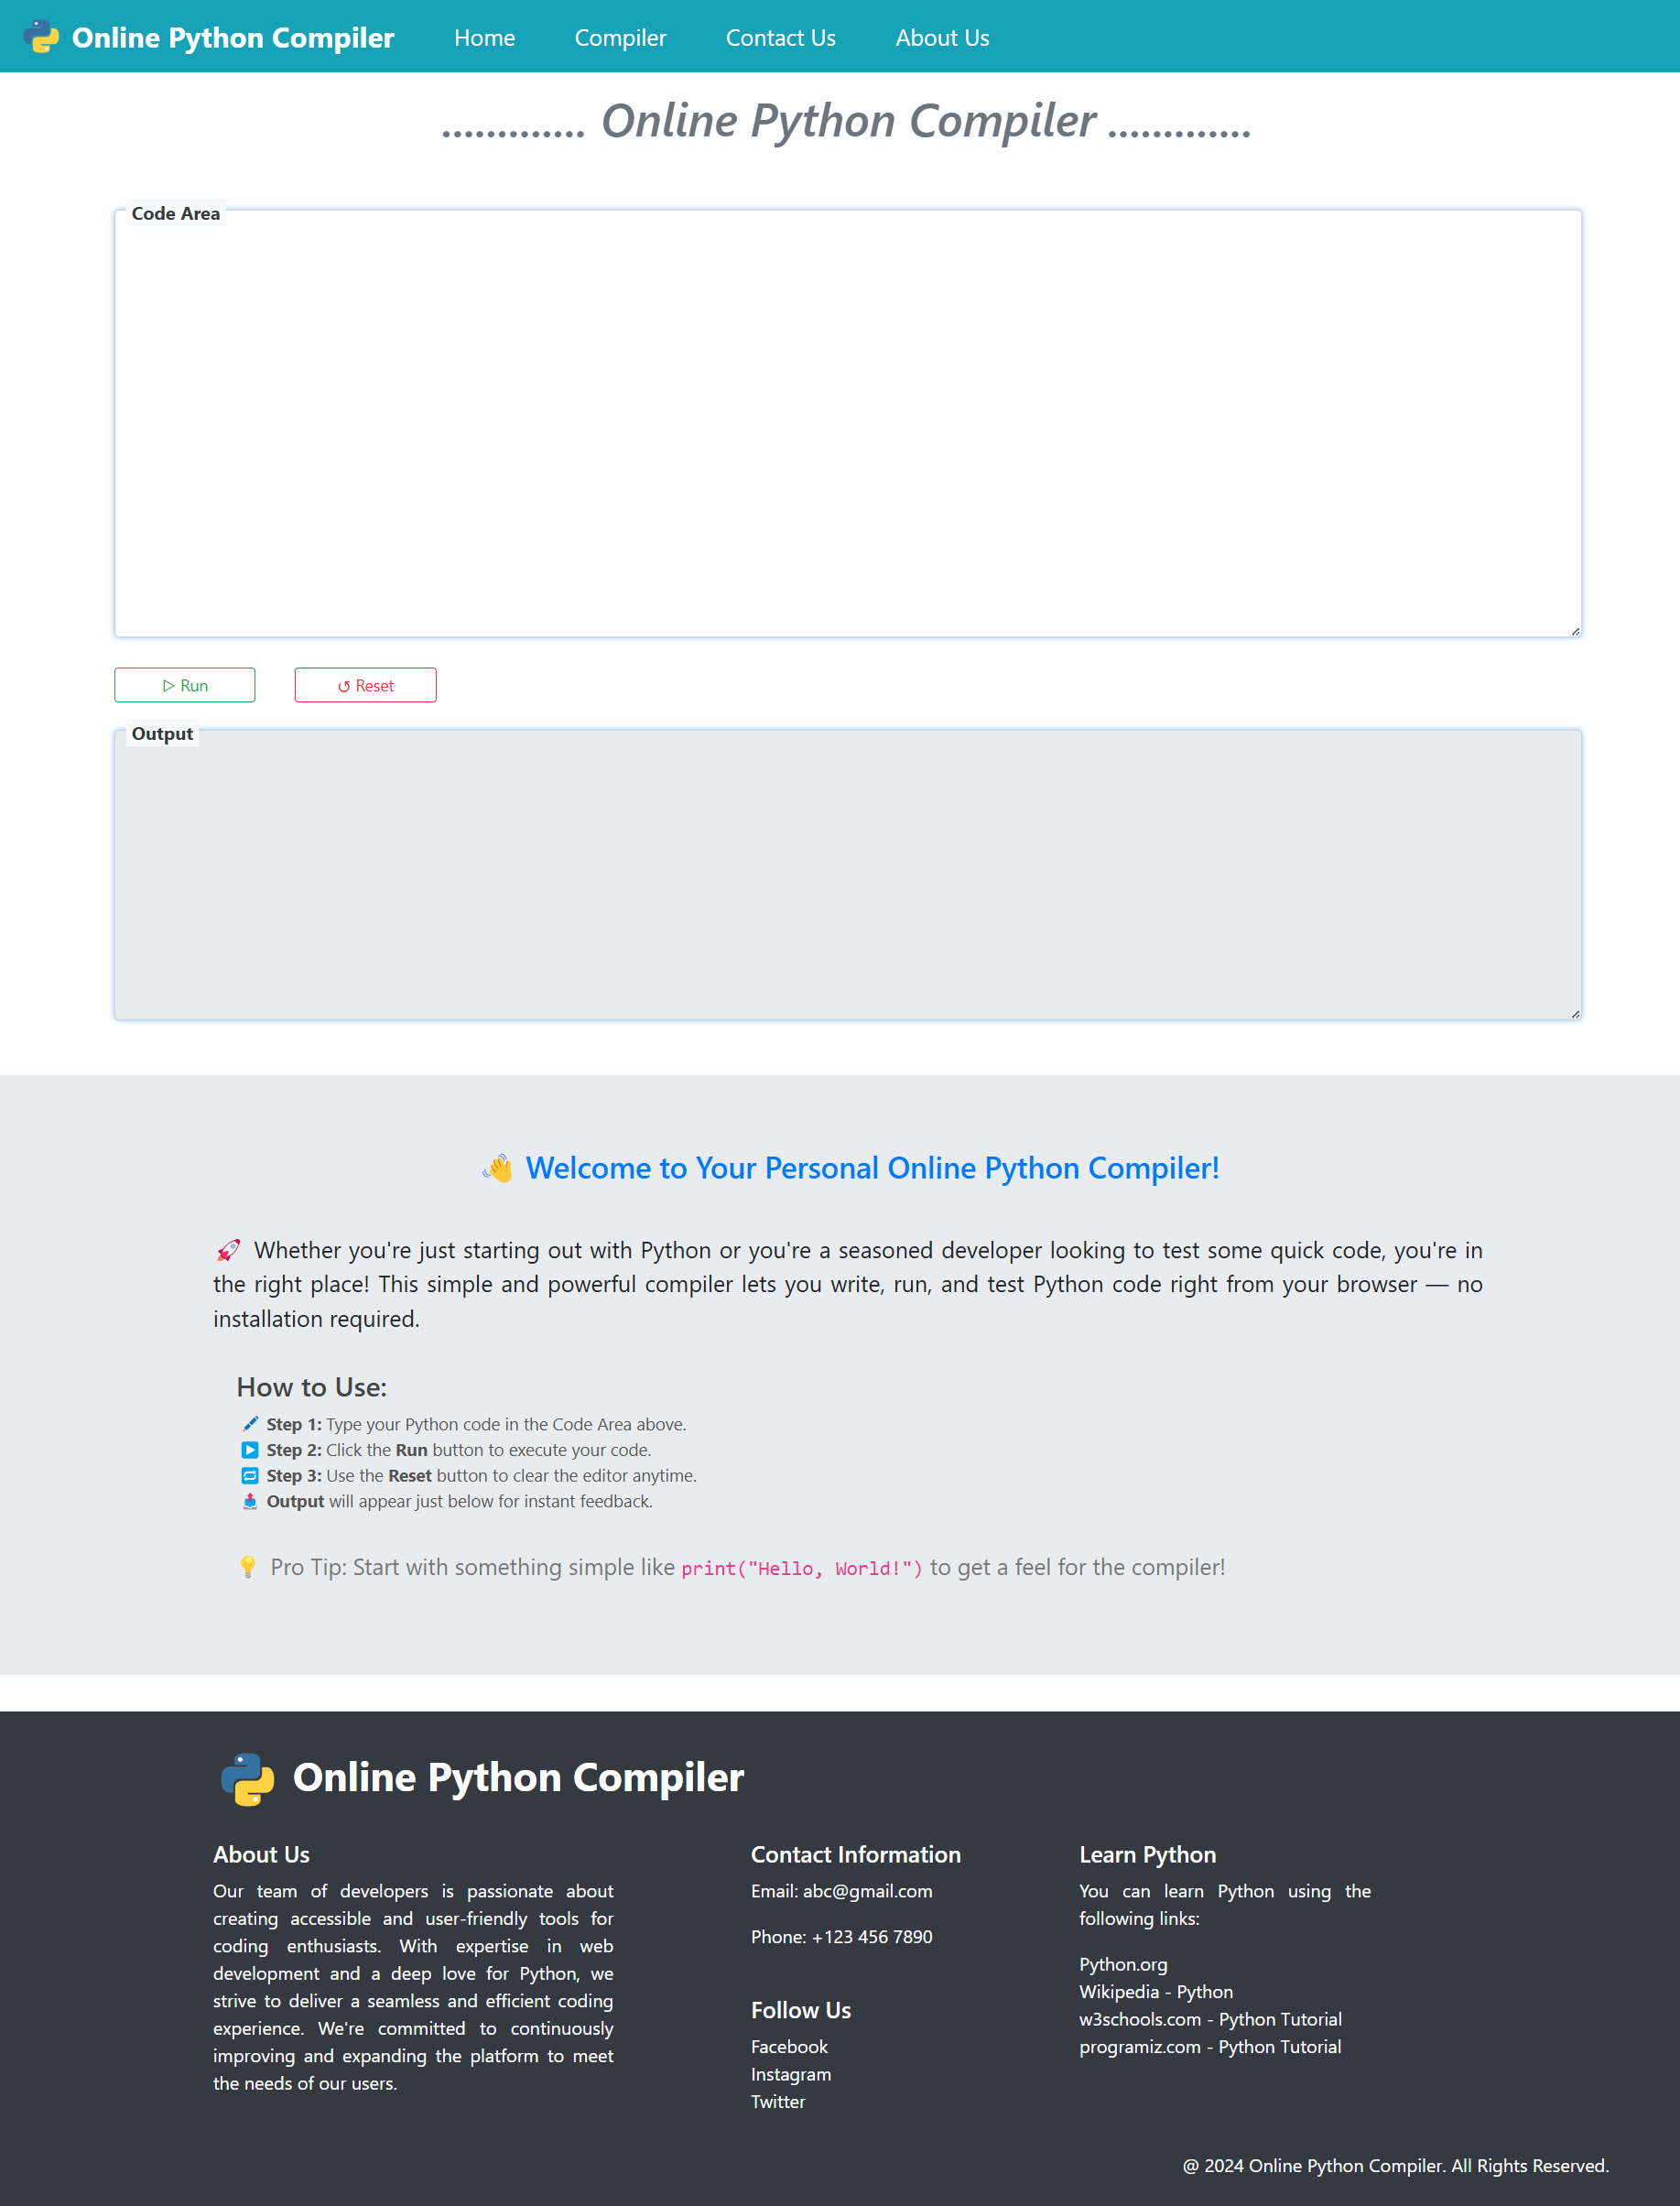 Online Python Compiler Home Compiler Contact Us About Us
............. Online Python Compiler .............
Code Area
▷ Run ↺ Reset
Output
👋 Welcome to Your Personal Online Python Compiler!
🚀 Whether you're just starting out with Python or you're a seasoned developer looking to test some quick code, you're in
the right place! This simple and powerful compiler lets you write, run, and test Python code right from your browser — no
installation required.
How to Use:
🖊️ Step 1: Type your Python code in the Code Area above.
▶️ Step 2: Click the Run button to execute your code.
🔁 Step 3: Use the Reset button to clear the editor anytime.
📤 Output will appear just below for instant feedback.
💡 Pro Tip: Start with something simple like print("Hello, World!") to get a feel for the compiler!
Online Python Compiler
About Us
Our team of developers is passionate about
creating accessible and user-friendly tools for
coding enthusiasts. With expertise in web
development and a deep love for Python, we
strive to deliver a seamless and efficient coding
experience. We're committed to continuously
improving and expanding the platform to meet
the needs of our users.
Contact Information
Email: abc@gmail.com
Phone: +123 456 7890
Follow Us
Facebook
Instagram
Twitter
Learn Python
You can learn Python using the
following links:
Python.org
Wikipedia - Python
w3schools.com - Python Tutorial
programiz.com - Python Tutorial
@ 2024 Online Python Compiler. All Rights Reserved.